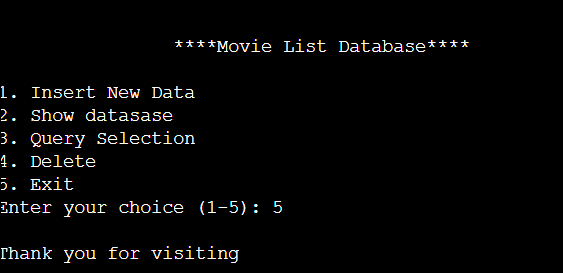 ****Movie List Database****
1. Insert New Data
2. Show datasase
3. Query Selection
4. Delete
5. Exit
Enter your choice (1-5): 5
Thank you for visiting